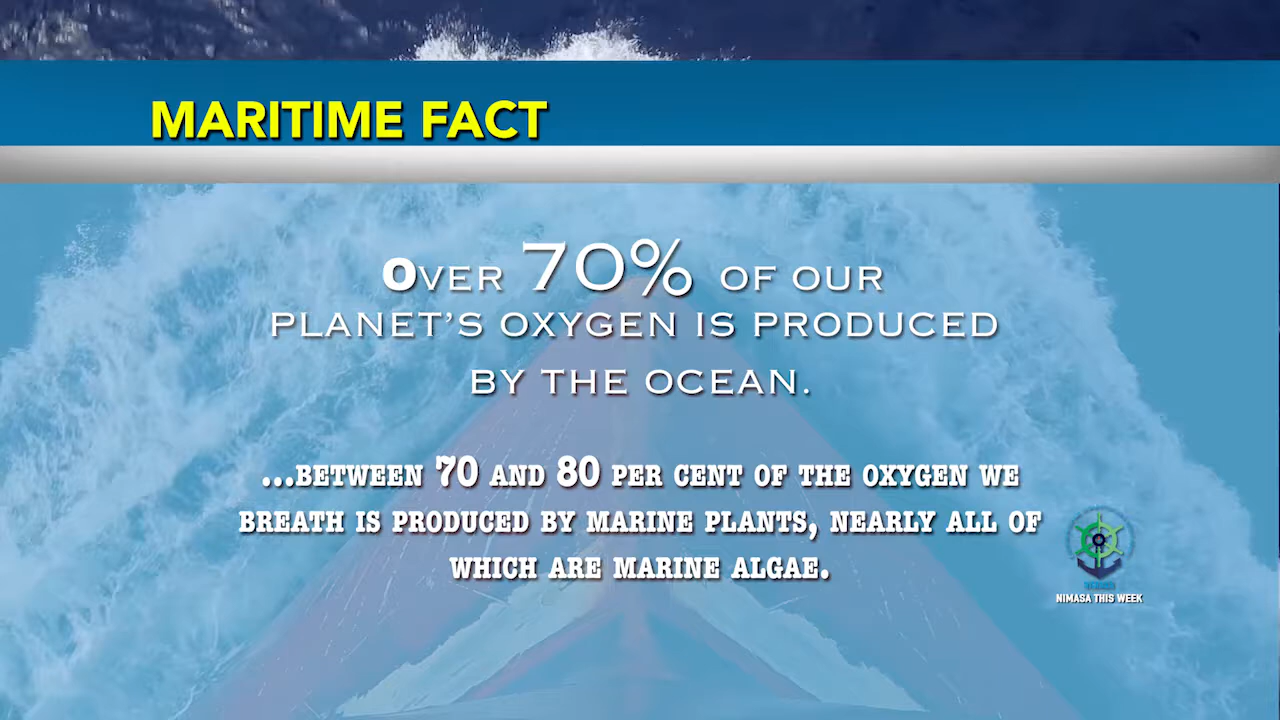 MARITIME FACT
OVER 70% OF OUR
PLANET'S OXYGEN IS PRODUCED
BY THE OCEAN.
...BETWEEN 70 AND 80 PER CENT OF THE OXYGEN WE
BREATH IS PRODUCED BY MARINE PLANTS, NEARLY ALL OF
WHICH ARE MARINE ALGAE.
NIMASA THIS WEEK